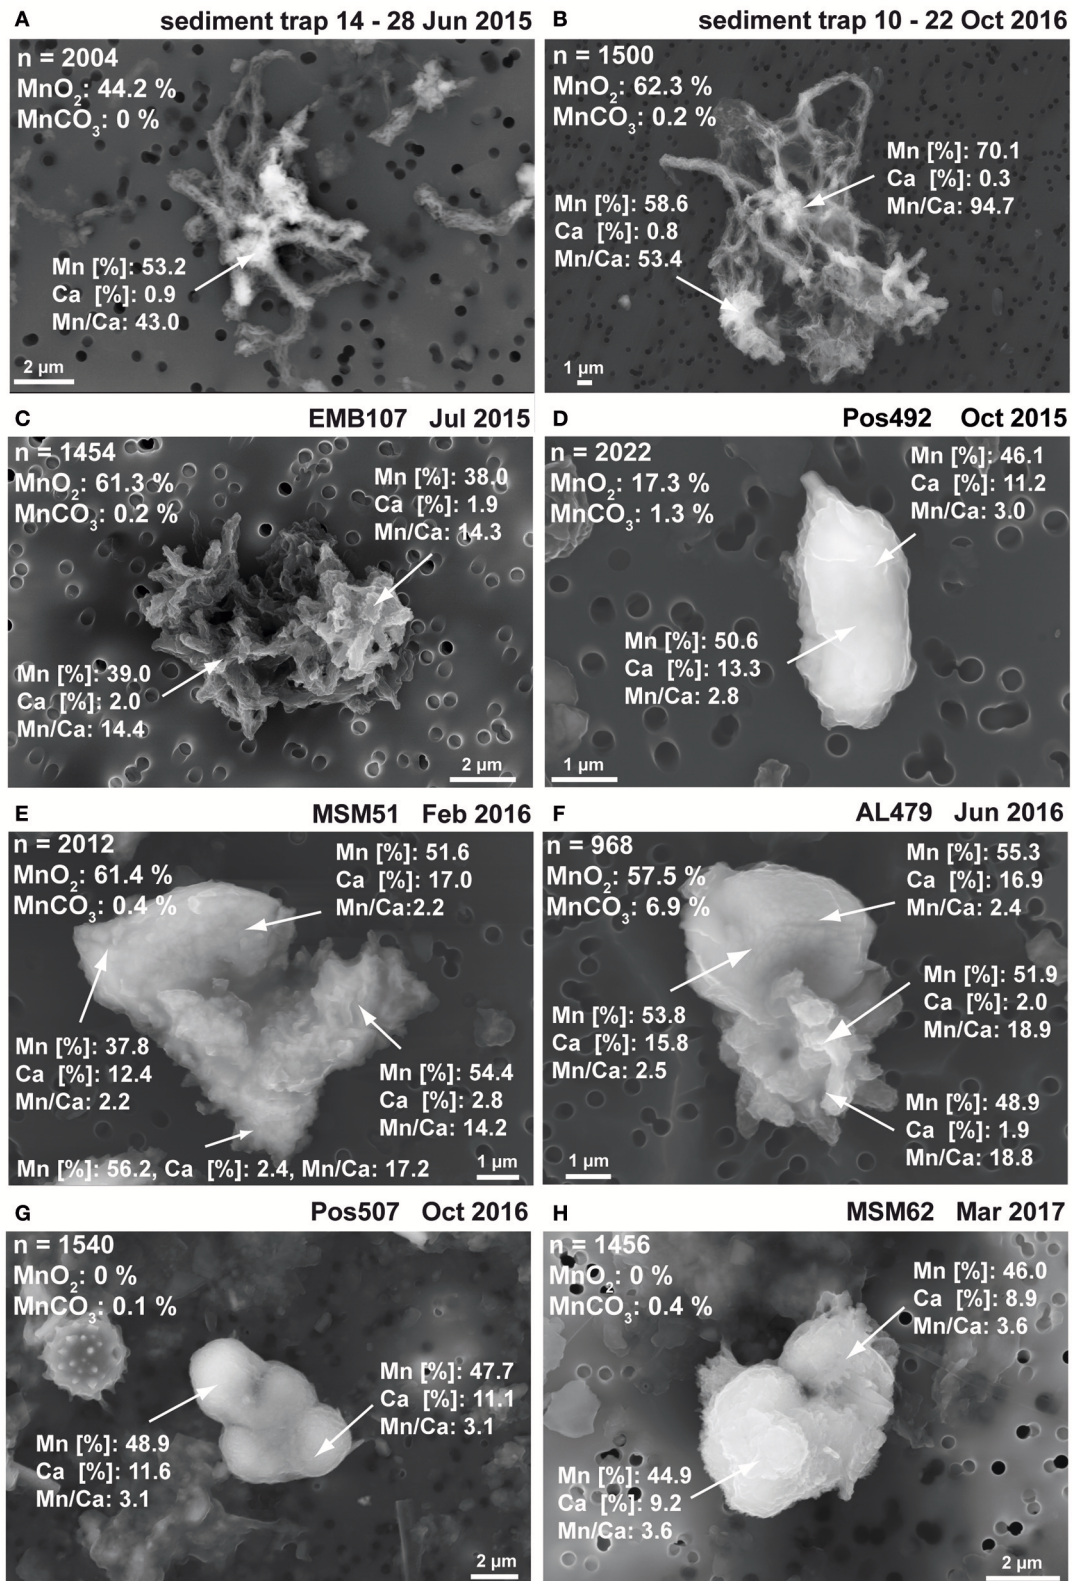 A sediment trap 14 - 28 Jun 2015
n = 2004
MnO2: 44.2 %
MnCO3: 0 %
Mn [%]: 53.2
Ca [%]: 0.9
Mn/Ca: 43.0
2 µm
B sediment trap 10 - 22 Oct 2016
n = 1500
MnO2: 62.3 %
MnCO3: 0.2 %
Mn [%]: 70.1
Ca [%]: 0.3
Mn/Ca: 94.7
Mn [%]: 58.6
Ca [%]: 0.8
Mn/Ca: 53.4
1 µm
C EMB107 Jul 2015
n = 1454
MnO2: 61.3 %
MnCO3: 0.2 %
Mn [%]: 38.0
Ca [%]: 1.9
Mn/Ca: 14.3
Mn [%]: 39.0
Ca [%]: 2.0
Mn/Ca: 14.4
2 µm
D Pos492 Oct 2015
n = 2022
MnO2: 17.3 %
MnCO3: 1.3 %
Mn [%]: 46.1
Ca [%]: 11.2
Mn/Ca: 3.0
Mn [%]: 50.6
Ca [%]: 13.3
Mn/Ca: 2.8
1 µm
E MSM51 Feb 2016
n = 2012
MnO2: 61.4 %
MnCO3: 0.4 %
Mn [%]: 51.6
Ca [%]: 17.0
Mn/Ca:2.2
Mn [%]: 37.8
Ca [%]: 12.4
Mn/Ca: 2.2
Mn [%]: 54.4
Ca [%]: 2.8
Mn/Ca: 14.2
Mn [%]: 56.2, Ca [%]: 2.4, Mn/Ca: 17.2
1 µm
F AL479 Jun 2016
n = 968
MnO2: 57.5 %
MnCO3: 6.9 %
Mn [%]: 55.3
Ca [%]: 16.9
Mn/Ca: 2.4
Mn [%]: 51.9
Ca [%]: 2.0
Mn/Ca: 18.9
Mn [%]: 53.8
Ca [%]: 15.8
Mn/Ca: 2.5
Mn [%]: 48.9
Ca [%]: 1.9
Mn/Ca: 18.8
1 µm
G Pos507 Oct 2016
n = 1540
MnO2: 0 %
MnCO3: 0.1 %
Mn [%]: 47.7
Ca [%]: 11.1
Mn/Ca: 3.1
Mn [%]: 48.9
Ca [%]: 11.6
Mn/Ca: 3.1
2 µm
H MSM62 Mar 2017
n = 1456
MnO2: 0 %
MnCO3: 0.4 %
Mn [%]: 46.0
Ca [%]: 8.9
Mn/Ca: 3.6
Mn [%]: 44.9
Ca [%]: 9.2
Mn/Ca: 3.6
2 µm